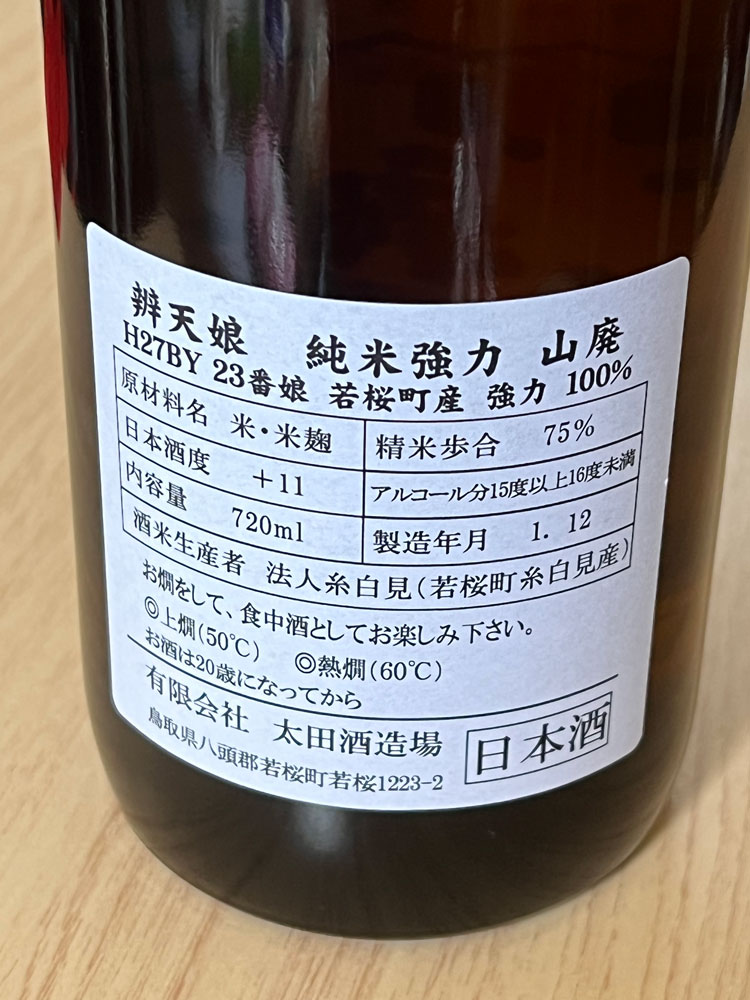 辨天娘 純米強力 山廃
H27BY 23番娘 若桜町産 強力 100%
原材料名 米・米麹 精米歩合 75%
日本酒度 +11 アルコール分15度以上16度未満
内容量 720ml 製造年月 1. 12
酒米生産者 法人糸白見(若桜町糸白見産)
お燗をして、食中酒としてお楽しみ下さい。
◎上燗(50℃) ◎熱燗(60℃)
お酒は20歳になってから
有限会社 太田酒造場
鳥取県八頭郡若桜町若桜1223-2
日本酒